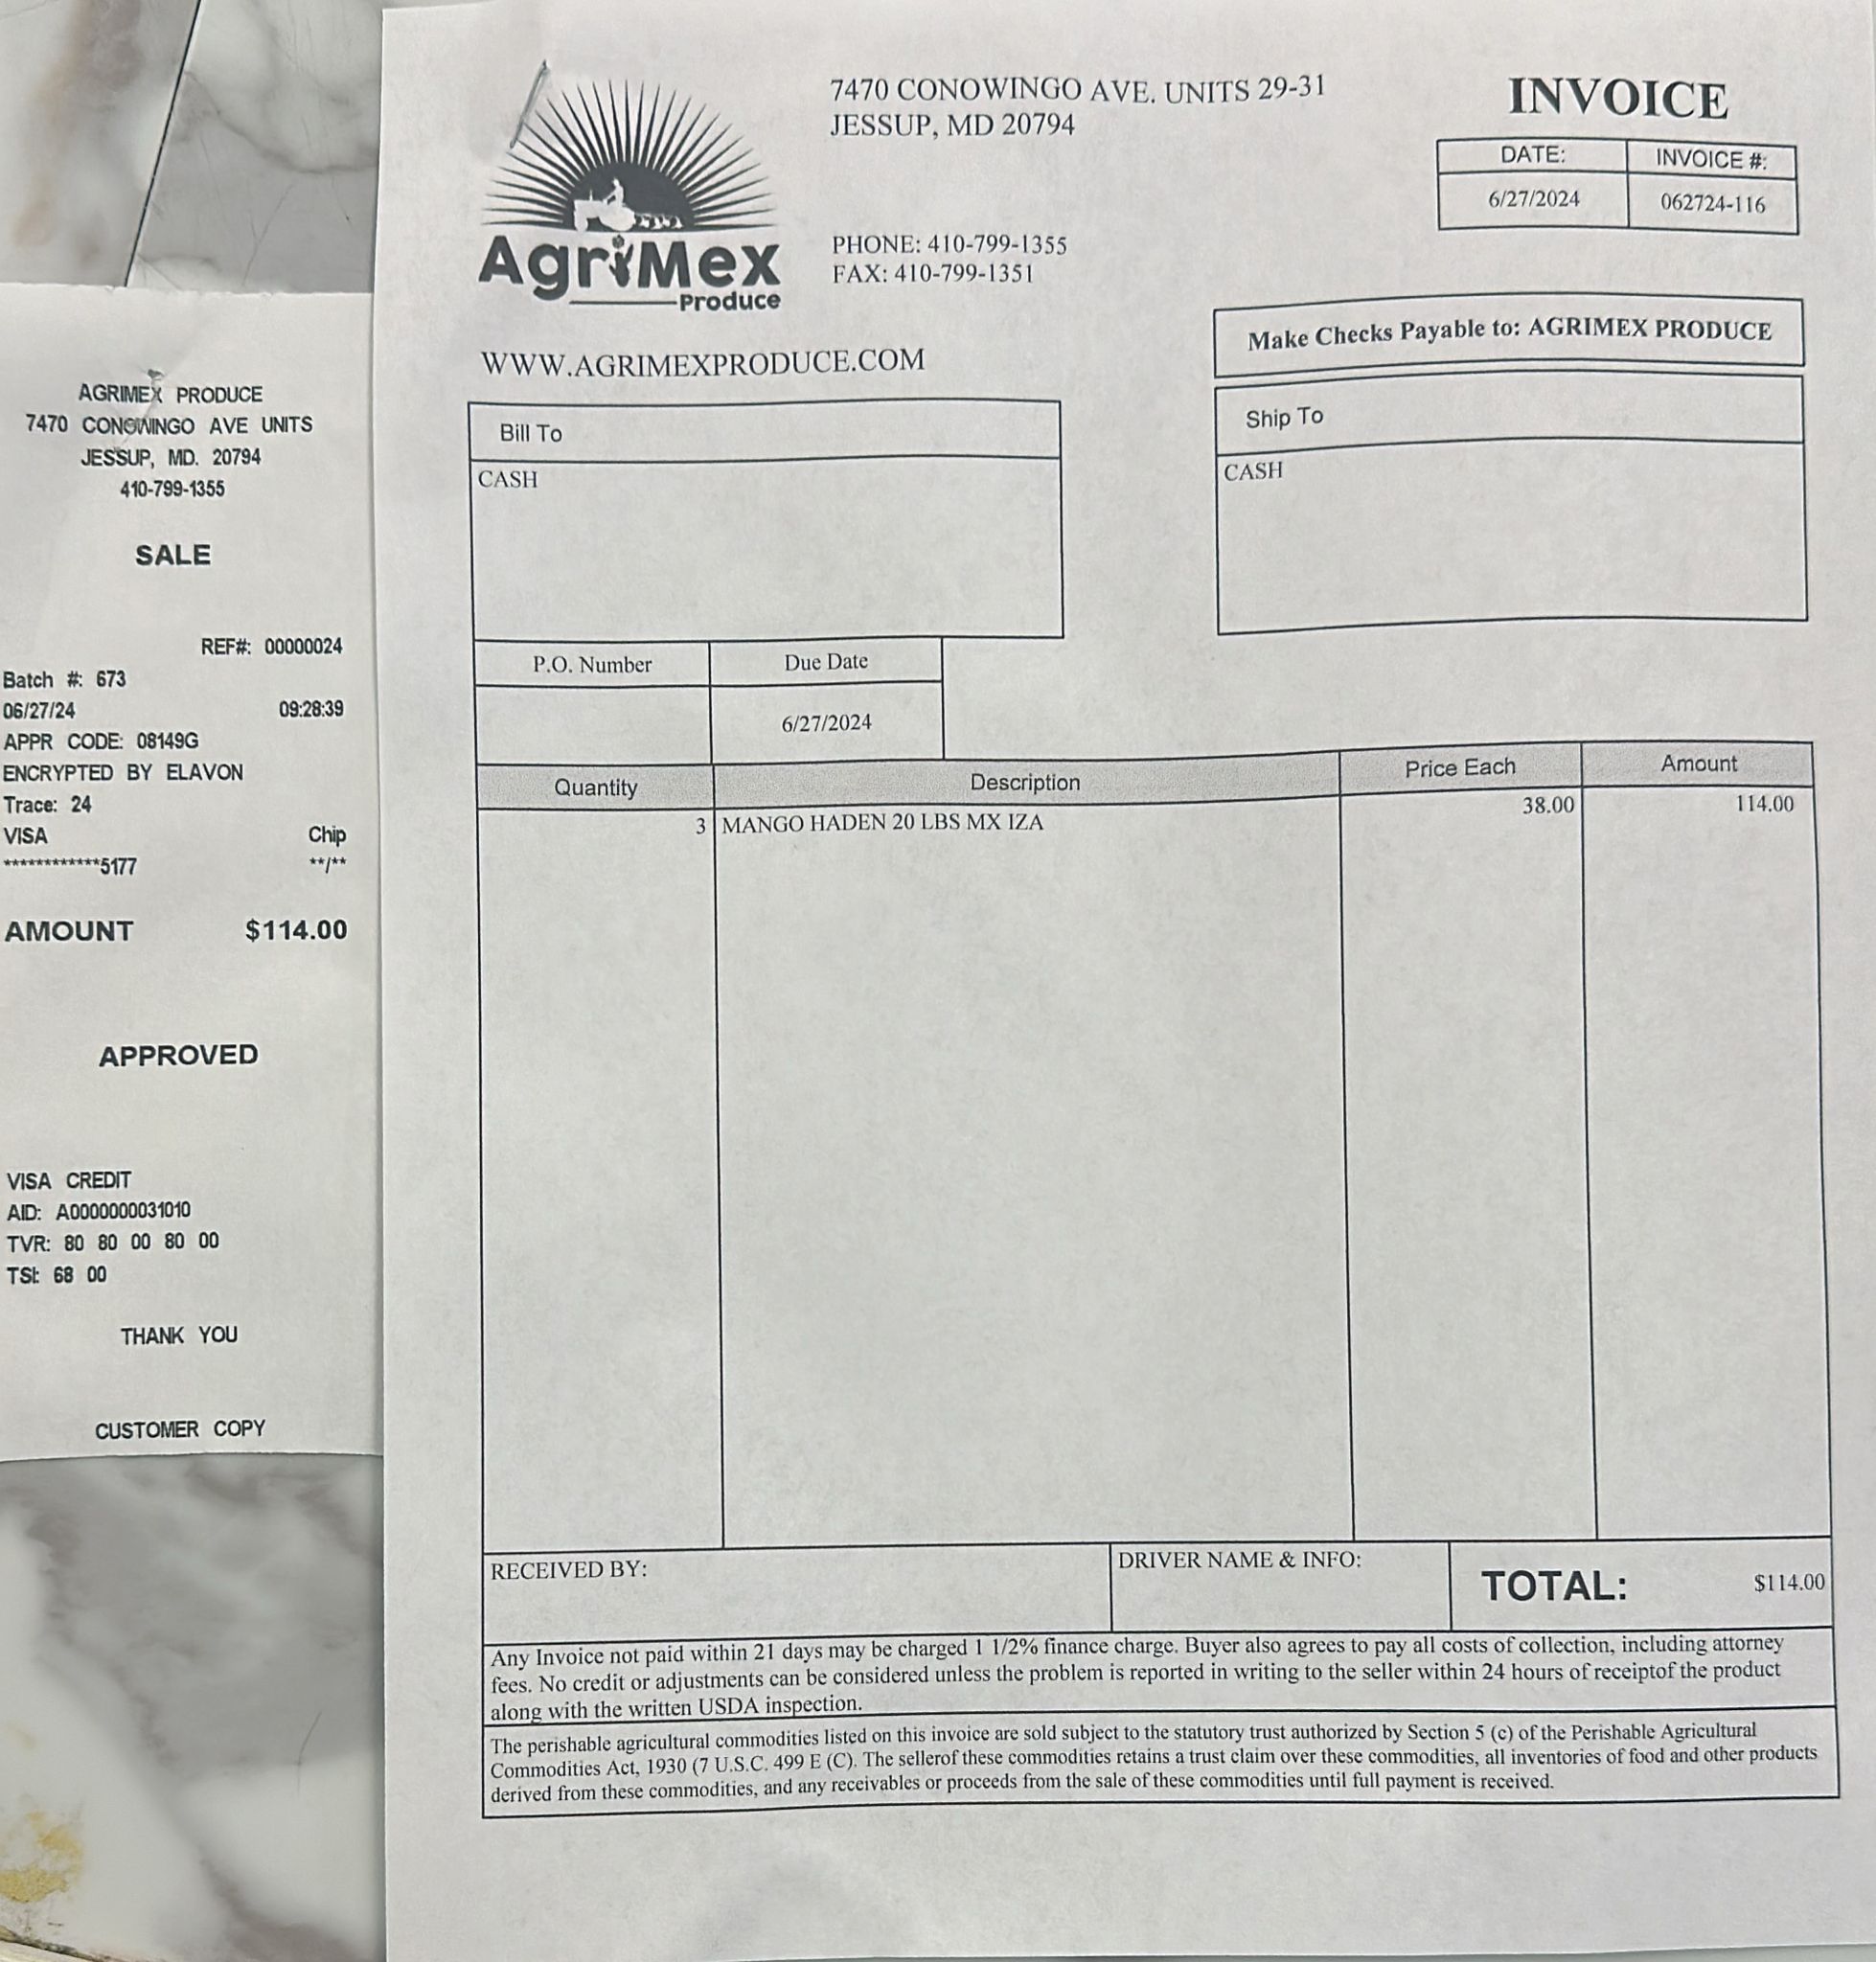 AGRIMEX PRODUCE
7470 CONOWINGO AVE UNITS
JESSUP, MD. 20794
410-799-1355
SALE
REF#: 00000024
Batch #: 673
06/27/24 09:28:39
APPR CODE: 08149G
ENCRYPTED BY ELAVON
Trace: 24
VISA Chip
************5177 **/**
AMOUNT $114.00
APPROVED
VISA CREDIT
AID: A0000000031010
TVR: 80 80 00 80 00
TSI: 68 00
THANK YOU
CUSTOMER COPY
AgriMex
Produce
WWW.AGRIMEXPRODUCE.COM
7470 CONOWINGO AVE. UNITS 29-31
JESSUP, MD 20794
PHONE: 410-799-1355
FAX: 410-799-1351
INVOICE
DATE: INVOICE #:
6/27/2024 062724-116
Make Checks Payable to: AGRIMEX PRODUCE
Bill To
CASH
Ship To
CASH
P.O. Number Due Date
6/27/2024
Quantity Description Price Each Amount
3 MANGO HADEN 20 LBS MX IZA 38.00 114.00
RECEIVED BY: DRIVER NAME & INFO: TOTAL: $114.00
Any Invoice not paid within 21 days may be charged 1 1/2% finance charge. Buyer also agrees to pay all costs of collection, including attorney
fees. No credit or adjustments can be considered unless the problem is reported in writing to the seller within 24 hours of receiptof the product
along with the written USDA inspection.
The perishable agricultural commodities listed on this invoice are sold subject to the statutory trust authorized by Section 5 (c) of the Perishable Agricultural
Commodities Act, 1930 (7 U.S.C. 499 E (C). The sellerof these commodities retains a trust claim over these commodities, all inventories of food and other products
derived from these commodities, and any receivables or proceeds from the sale of these commodities until full payment is received.